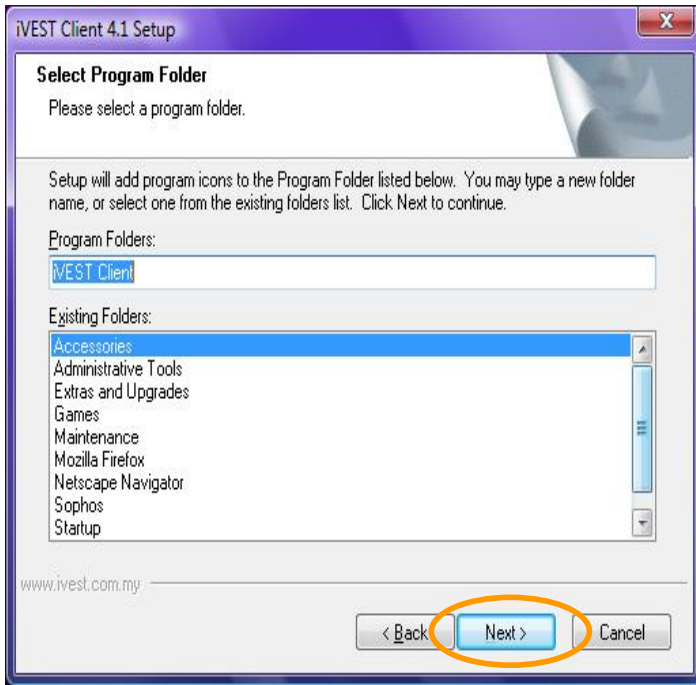 iVEST Client 4.1 Setup
Select Program Folder
Please select a program folder.
Setup will add program icons to the Program Folder listed below.  You may type a new folder
name, or select one from the existing folders list.  Click Next to continue.
Program Folders:
iVEST Client
Existing Folders:
Accessories
Administrative Tools
Extras and Upgrades
Games
Maintenance
Mozilla Firefox
Netscape Navigator
Sophos
Startup
www.ivest.com.my
< Back
Next >
Cancel